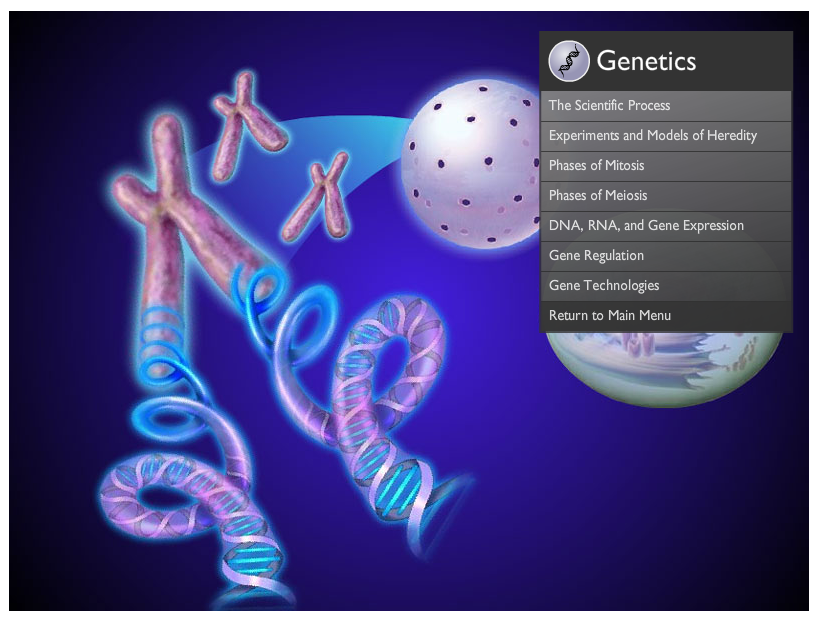 Genetics
The Scientific Process
Experiments and Models of Heredity
Phases of Mitosis
Phases of Meiosis
DNA, RNA, and Gene Expression
Gene Regulation
Gene Technologies
Return to Main Menu